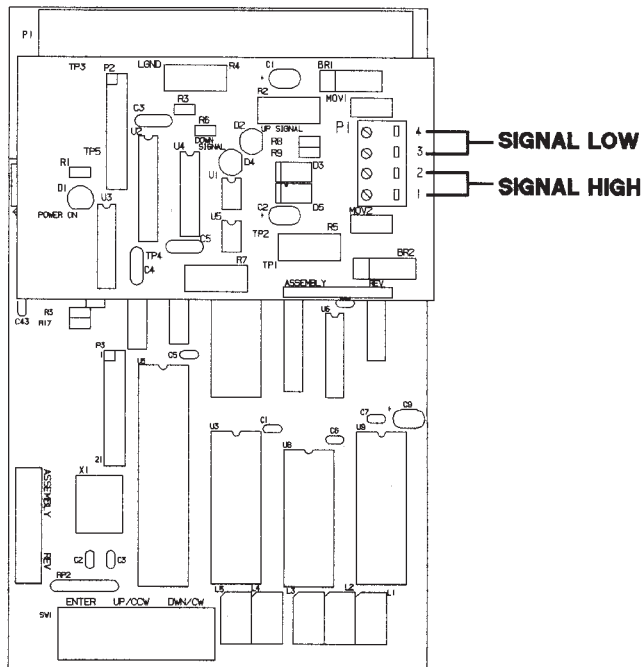 P1
TP3
P2
LGND
R4
C1
BR1
R3
R2
MOV1
C3
R6
P1
U2
DOWN
SIGNAL
D2
UP SIGNAL
4
SIGNAL LOW
U4
R8
3
TP5
R9
R1
D4
D3
2
U1
SIGNAL HIGH
D1
1
U3
C2
D5
POWER ON
U5
MOV2
C5
R5
TP2
TP4
C4
TP1
R7
BR2
ASSEMBLY
REV
C43
R3
R17
U6
P3
1
C5
U5
C9
C7
C1
U3
C6
U9
U8
21
X1
ASSEMBLY
REV
C2
C3
RP2
L5
L4
L3
L2
L1
ENTER
UP/CCW
DWN/CW
SW1